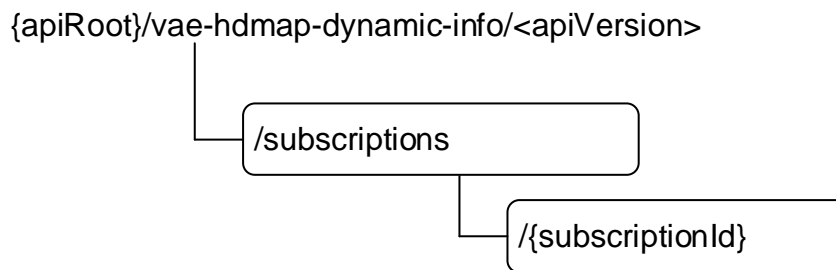 {apiRoot}/vae-hdmap-dynamic-info/<apiVersion>
/subscriptions
/{subscriptionId}